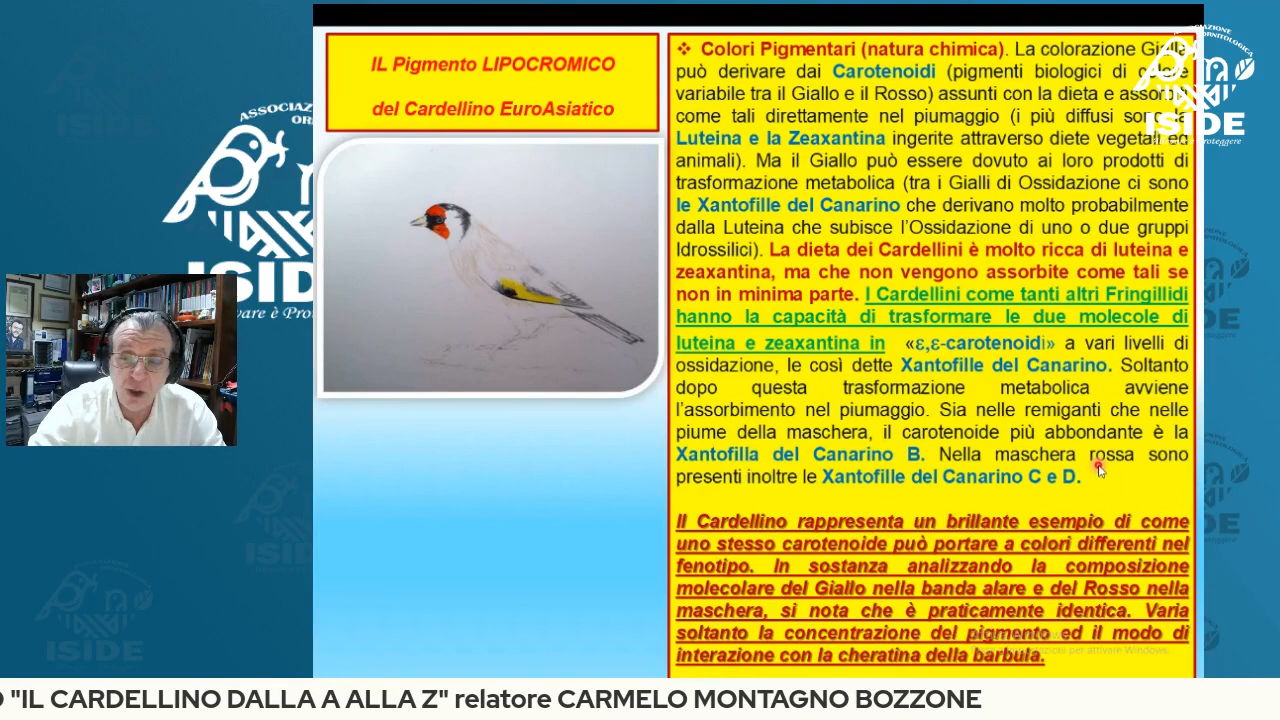 IL Pigmento LIPOCROMICO
del Cardellino EuroAsiatico
❖ Colori Pigmentari (natura chimica). La colorazione Gialla
può derivare dai Carotenoidi (pigmenti biologici di colore
variabile tra il Giallo e il Rosso) assunti con la dieta e assorbiti
come tali direttamente nel piumaggio (i più diffusi sono la
Luteina e la Zeaxantina ingerite attraverso diete vegetali ed
animali). Ma il Giallo può essere dovuto ai loro prodotti di
trasformazione metabolica (tra i Gialli di Ossidazione ci sono
le Xantofille del Canarino che derivano molto probabilmente
dalla Luteina che subisce l'Ossidazione di uno o due gruppi
Idrossilici). La dieta dei Cardellini è molto ricca di luteina e
zeaxantina, ma che non vengono assorbite come tali se
non in minima parte. I Cardellini come tanti altri Fringillidi
hanno la capacità di trasformare le due molecole di
luteina e zeaxantina in «ε,ε-carotenoidi» a vari livelli di
ossidazione, le così dette Xantofille del Canarino. Soltanto
dopo questa trasformazione metabolica avviene
l'assorbimento nel piumaggio. Sia nelle remiganti che nelle
piume della maschera, il carotenoide più abbondante è la
Xantofilla del Canarino B. Nella maschera rossa sono
presenti inoltre le Xantofille del Canarino C e D.
Il Cardellino rappresenta un brillante esempio di come
uno stesso carotenoide può portare a colori differenti nel
fenotipo. In sostanza analizzando la composizione
molecolare del Giallo nella banda alare e del Rosso nella
maschera, si nota che è praticamente identica. Varia
soltanto la concentrazione del pigmento ed il modo di
interazione con la cheratina della barbula.
ISIDE
"IL CARDELLINO DALLA A ALLA Z" relatore CARMELO MONTAGNO BOZZONE